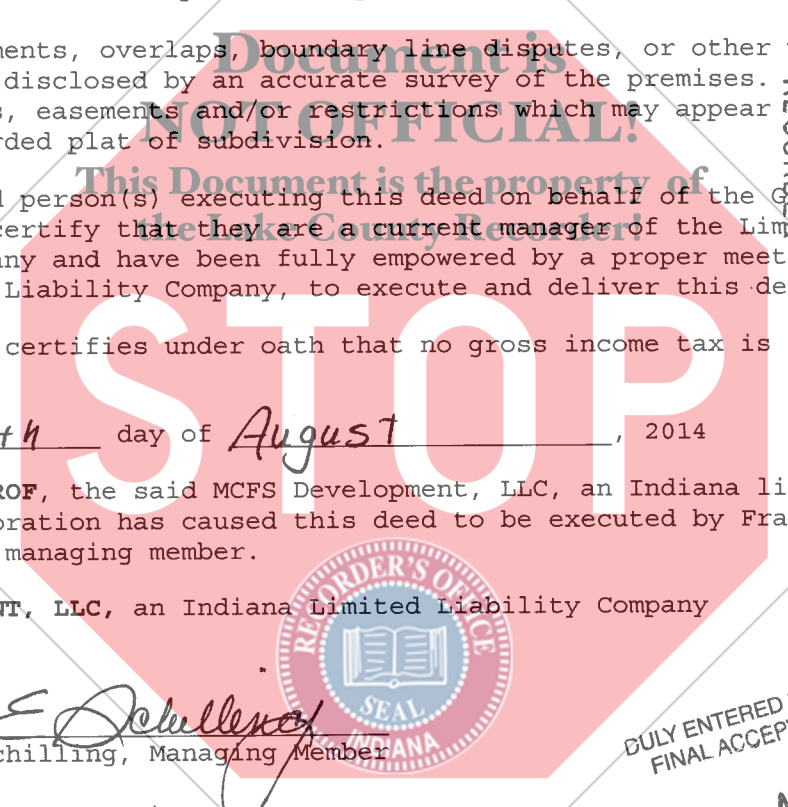 ments, overlaps, boundary line disputes, or other
Document is
disclosed by an accurate survey of the premises.
s, easements and/or restrictions which may appear
NOT OFFICIAL!
rded plat of subdivision.
This Document is the property of
d person(s) executing this deed on behalf of the G
certify that they are a current manager of the Lim
the Lake County Recorder!
any and have been fully empowered by a proper meet
Liability Company, to execute and deliver this de
STOP
certifies under oath that no gross income tax is
th day of August, 2014
ROF, the said MCFS Development, LLC, an Indiana li
oration has caused this deed to be executed by Fra
managing member.
RECORDER'S OFFICE
NT, LLC, an Indiana Limited Liability Company
SEAL
INDIANA
E Schilling
chilling, Managing Member
DULY ENTERED
FINAL ACCEP